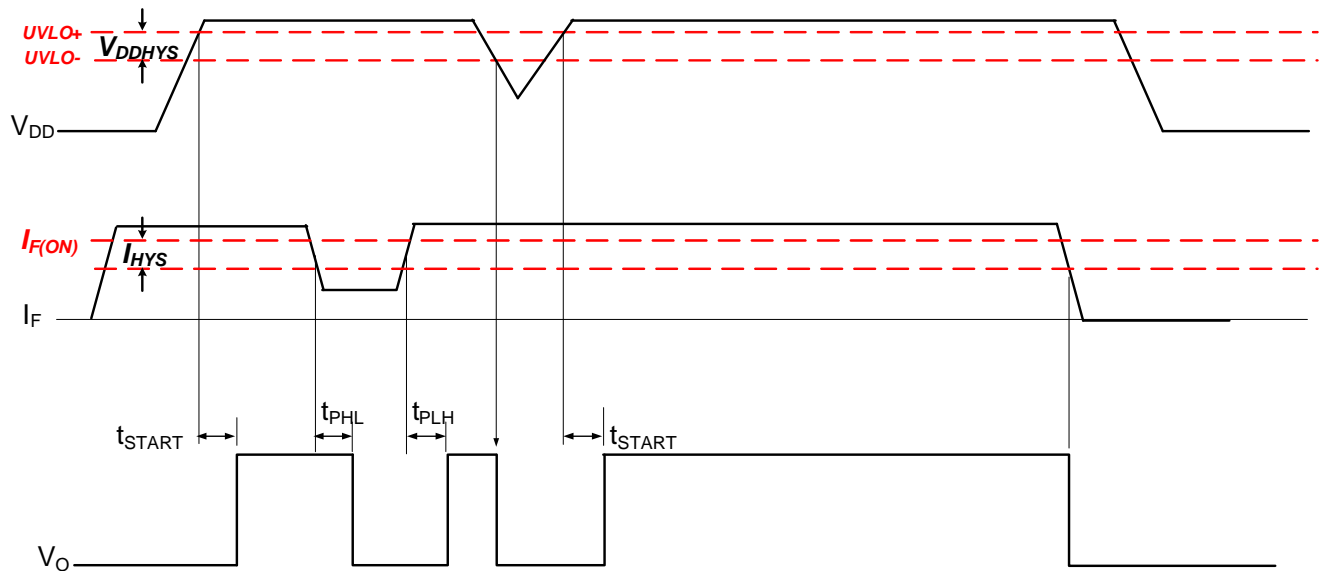 UVLO+
VDDHYS
UVLO-
VDD
IF(ON)
IHYS
IF
tSTART
tPHL
tPLH
tSTART
VO